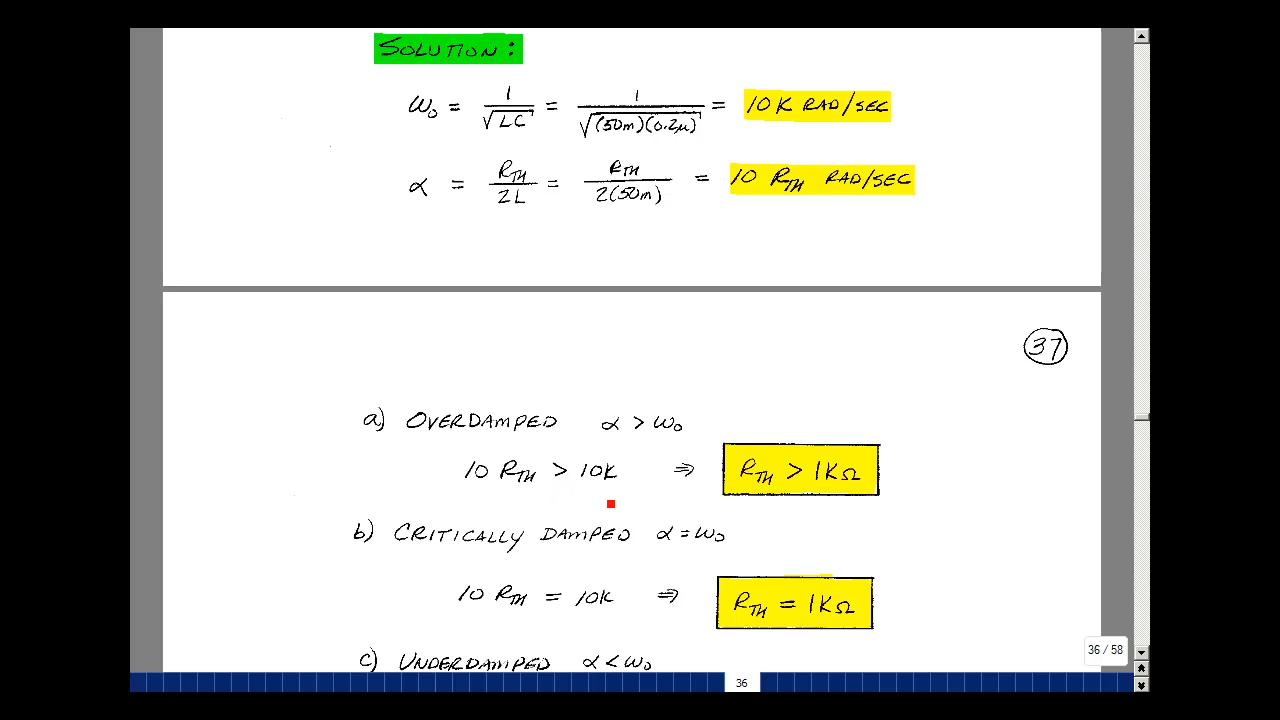 SOLUTION:
ω₀ = 1/√LC = 1/√(50m)(0.2μ) = 10K RAD/SEC
α = R_TH/2L = R_TH/2(50m) = 10 R_TH RAD/SEC
37
a) OVERDAMPED α > ω₀
10 R_TH > 10K ⇒ R_TH > 1KΩ
b) CRITICALLY DAMPED α = ω₀
10 R_TH = 10K ⇒ R_TH = 1KΩ
c) UNDERDAMPED α < ω₀
36 / 58
36